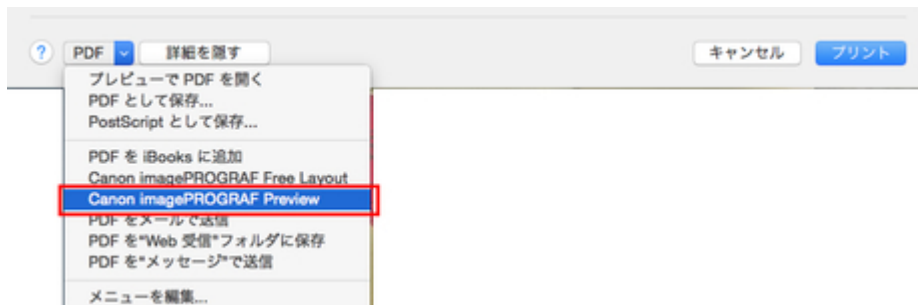 ? PDF 詳細を隠す キャンセル プリント
プレビューで PDF を開く
PDF として保存...
PostScript として保存...
PDF を iBooks に追加
Canon imagePROGRAF Free Layout
Canon imagePROGRAF Preview
PDF をメールで送信
PDF を"Web 受信"フォルダに保存
PDF を"メッセージ"で送信
メニューを編集...